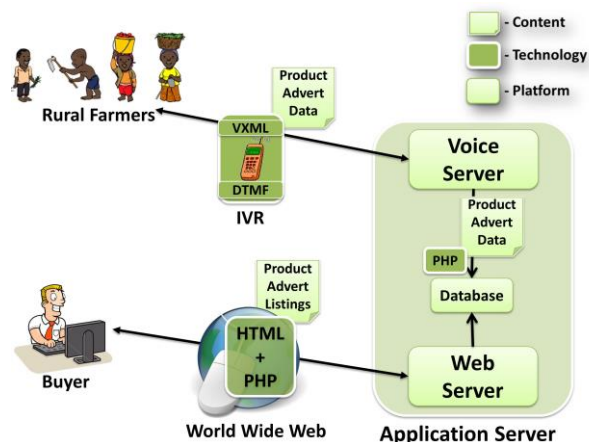 - Content
- Technology
- Platform
Product
Advert
Data
Rural Farmers
VXML
DTMF
IVR
Voice
Server
Product
Advert
Data
PHP
Database
Product
Advert
Listings
HTML
+
PHP
Buyer
Web
Server
World Wide Web
Application Server